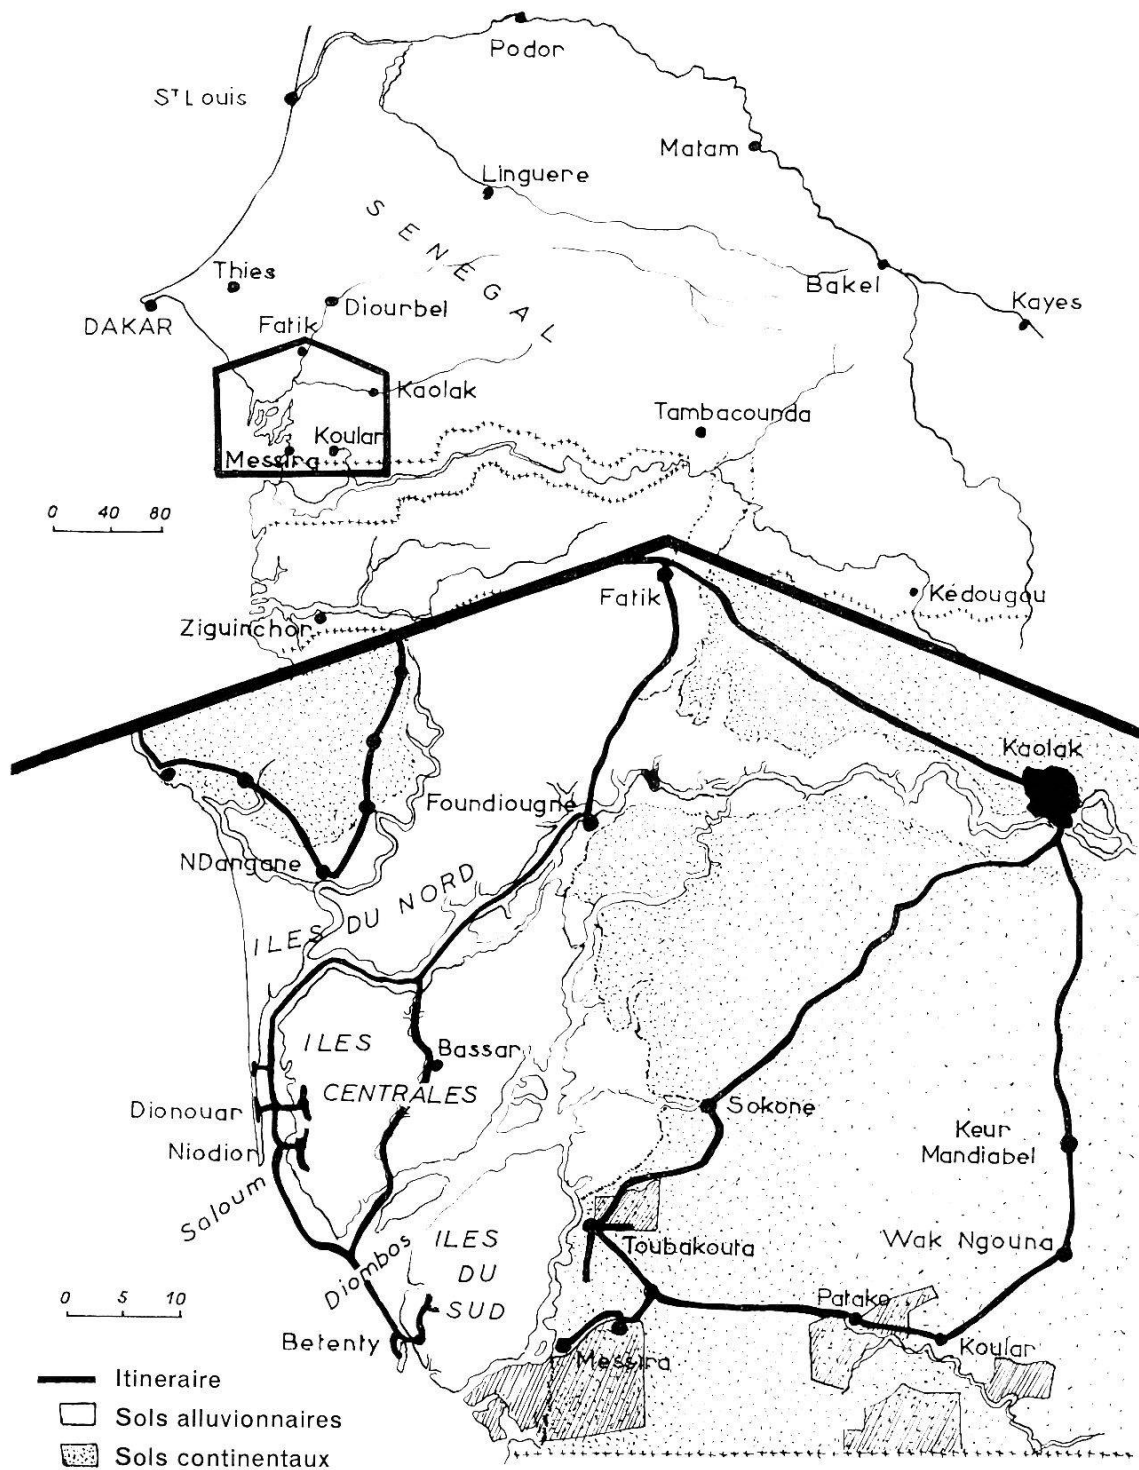 Podor
Sᵀ Louis
Matam
Linguere
SENEGAL
Thies
Bakel
Kayes
DAKAR
Diourbel
Fatik
Kaolak
Koular
Tambacounda
Messira
0 40 80
Kédougou
Fatik
Ziguinchor
Kaolak
Foundiougne
NDangane
ILES DU NORD
ILES
CENTRALES
Bassar
Dionouar
Sokone
Niodior
Keur
Mandiabel
Saloum
Diombos
ILES
DU
SUD
Toubakouta
Wak Ngouna
0 5 10
Patako
Betenty
Messira
Koular
Itineraire
Sols alluvionnaires
Sols continentaux